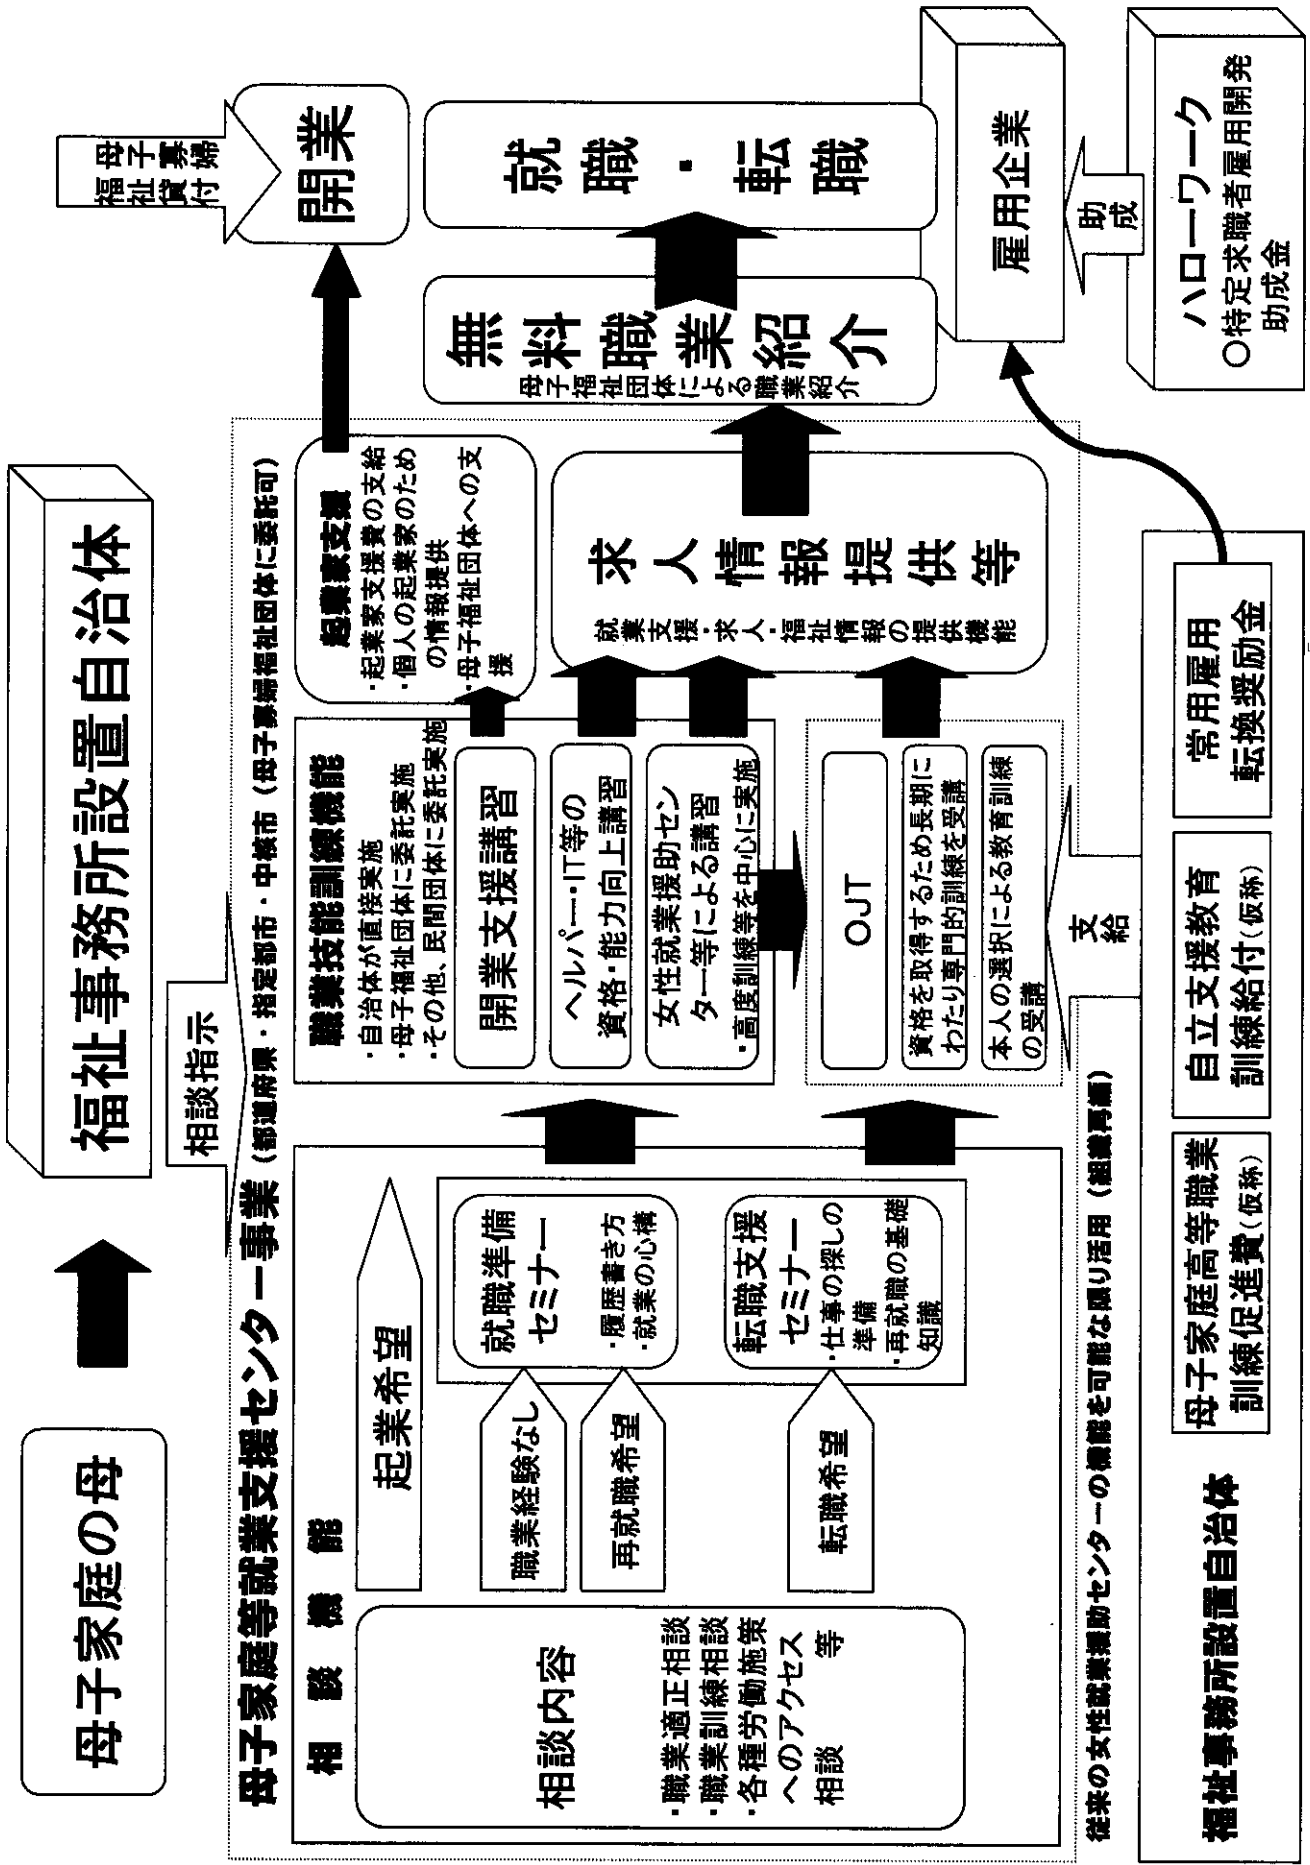 母子家庭の母
福祉事務所設置自治体
相談指示
母子家庭等就業支援センター事業（都道府県・指定都市・中核市（母子寡婦福祉団体に委託可）
相談機能
相談内容
・職業適正相談
・職業訓練相談
・各種労働施策
へのアクセス
相談　等
起業希望
職業経験なし
再就職希望
転職希望
就職準備
セミナー
・履歴書き方
・就業の心構
転職支援
セミナー
・仕事の探しの
準備
・再就職の基礎
知識
職業技能訓練機能
・自治体が直接実施
・母子福祉団体に委託実施
・その他、民間団体に委託実施
開業支援講習
ヘルパー・IT等の
資格・能力向上講習
女性就業援助セン
ター等による講習
・高度訓練等を中心に実施
OJT
資格を取得するため長期に
わたり専門的訓練を受講
本人の選択による教育訓練
の受講
起業家支援
・起業家支援費の支給
・個人の起業家のため
の情報提供
・母子福祉団体への支
援
求人情報提供等
就業支援・求人・福祉情報の提供機能
無料職業紹介
母子福祉団体による職業紹介
母子寡婦
福祉貸付
開業
就職・転職
雇用企業
助成
ハローワーク
○特定求職者雇用開発
助成金
従来の女性就業援助センターの機能を可能な限り活用（組織再編）
支給
福祉事務所設置自治体
母子家庭高等職業
訓練促進費(仮称)
自立支援教育
訓練給付(仮称)
常用雇用
転換奨励金